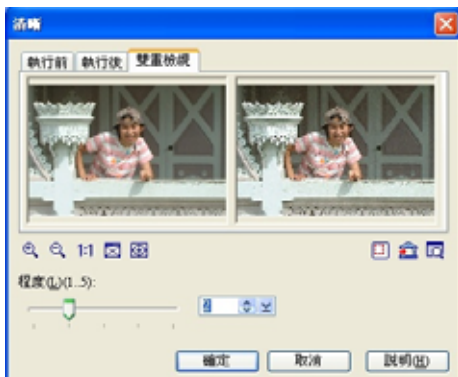 清晰
執行前 執行後 雙重檢視
1:1
程度(L)(1..5):
2
確定 取消 說明(H)